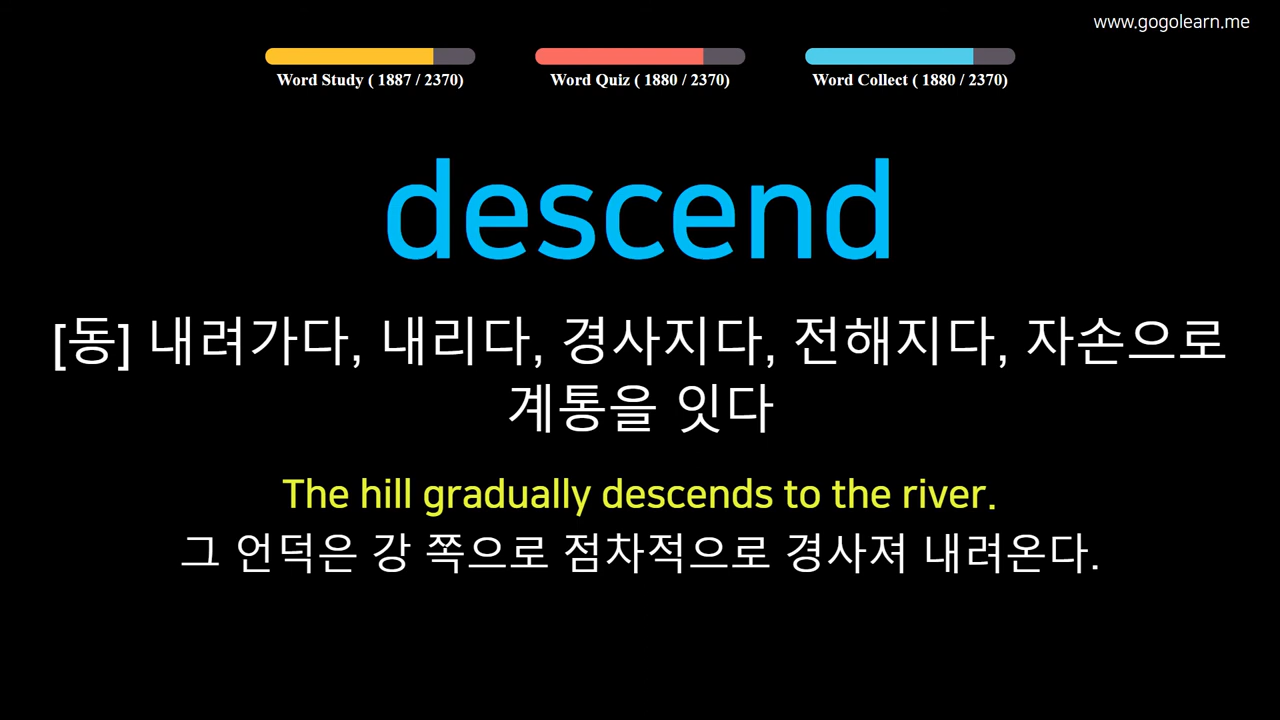 www.gogolearn.me
Word Study ( 1887 / 2370)
Word Quiz ( 1880 / 2370)
Word Collect ( 1880 / 2370)
descend
[동] 내려가다, 내리다, 경사지다, 전해지다, 자손으로
계통을 잇다
The hill gradually descends to the river.
그 언덕은 강 쪽으로 점차적으로 경사져 내려온다.